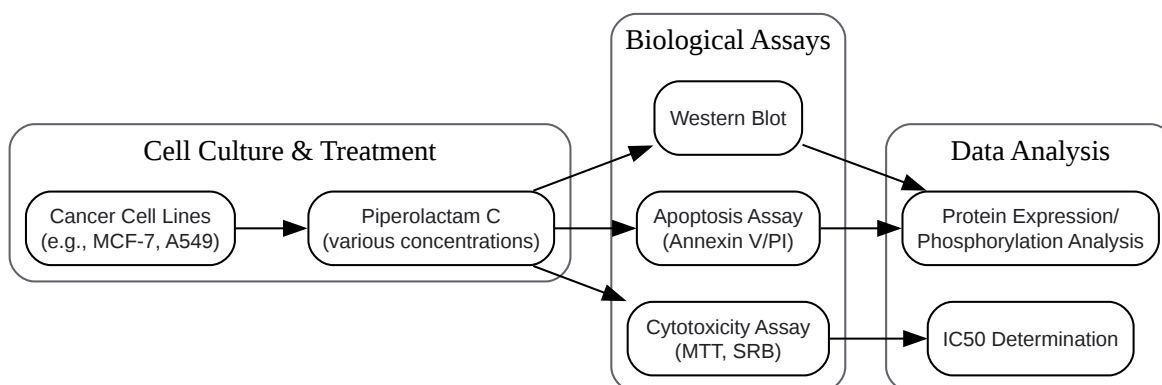 Cell Culture & Treatment
Cancer Cell Lines
(e.g., MCF-7, A549)
Piperolactam C
(various concentrations)
Biological Assays
Western Blot
Apoptosis Assay
(Annexin V/PI)
Cytotoxicity Assay
(MTT, SRB)
Data Analysis
Protein Expression/
Phosphorylation Analysis
IC50 Determination